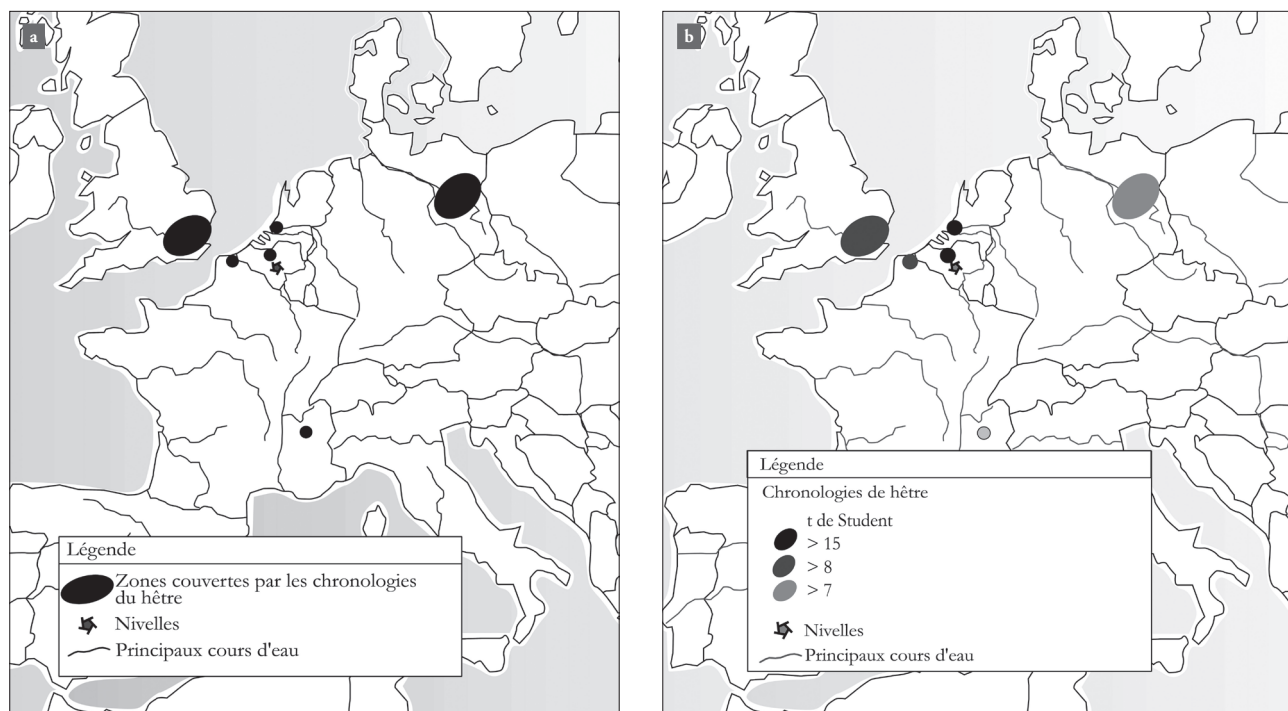 a
Légende
Zones couvertes par les chronologies
du hêtre
Nivelles
Principaux cours d'eau
b
Légende
Chronologies de hêtre
t de Student
> 15
> 8
> 7
Nivelles
Principaux cours d'eau